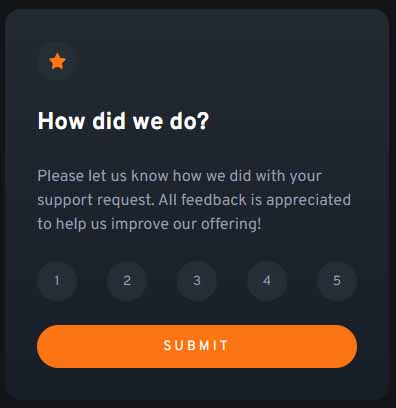 How did we do?
Please let us know how we did with your
support request. All feedback is appreciated
to help us improve our offering!
1 2 3 4 5
SUBMIT